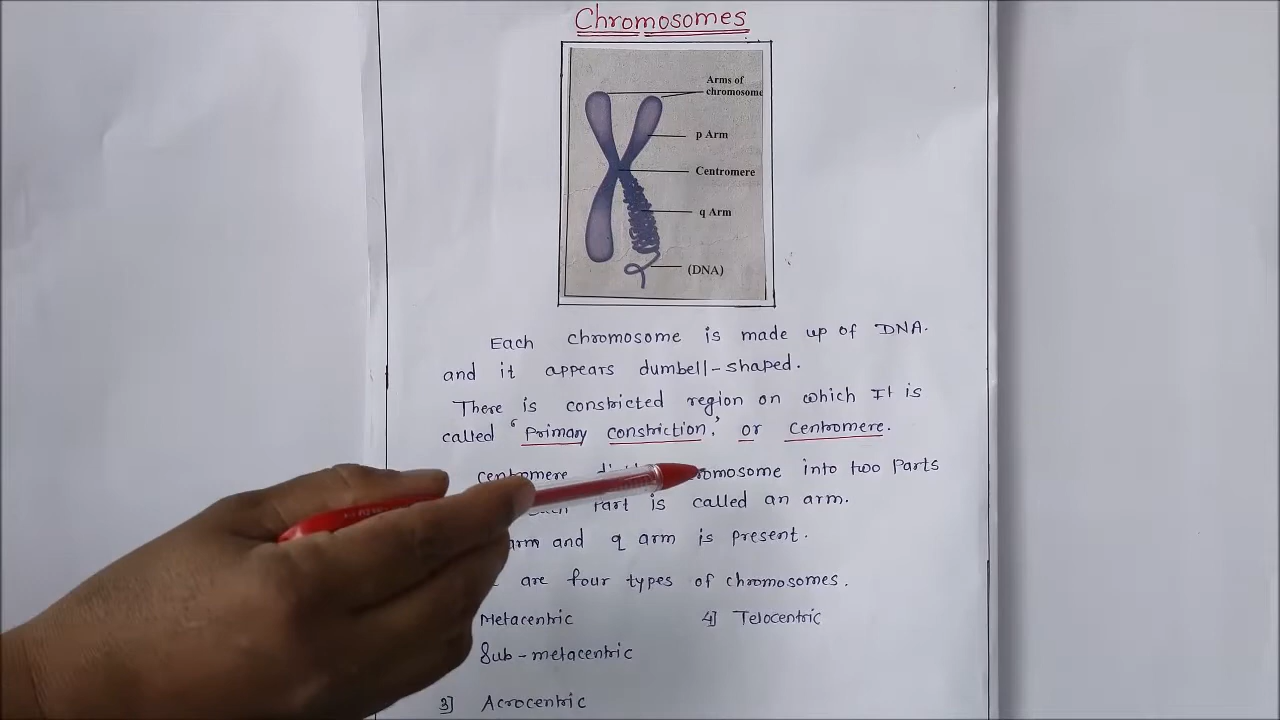 Chromosomes
Arms of
chromosome
p Arm
Centromere
q Arm
(DNA)
Each chromosome is made up of DNA.
and it appears dumbell-shaped.
There is constricted region on which It is
called 'Primary constriction,' or Centromere.
centromere into two Parts
Part is called an arm.
arm and q arm is present.
are four types of chromosomes.
Metacentric 4] Telocentric
Sub-metacentric
3] Acrocentric